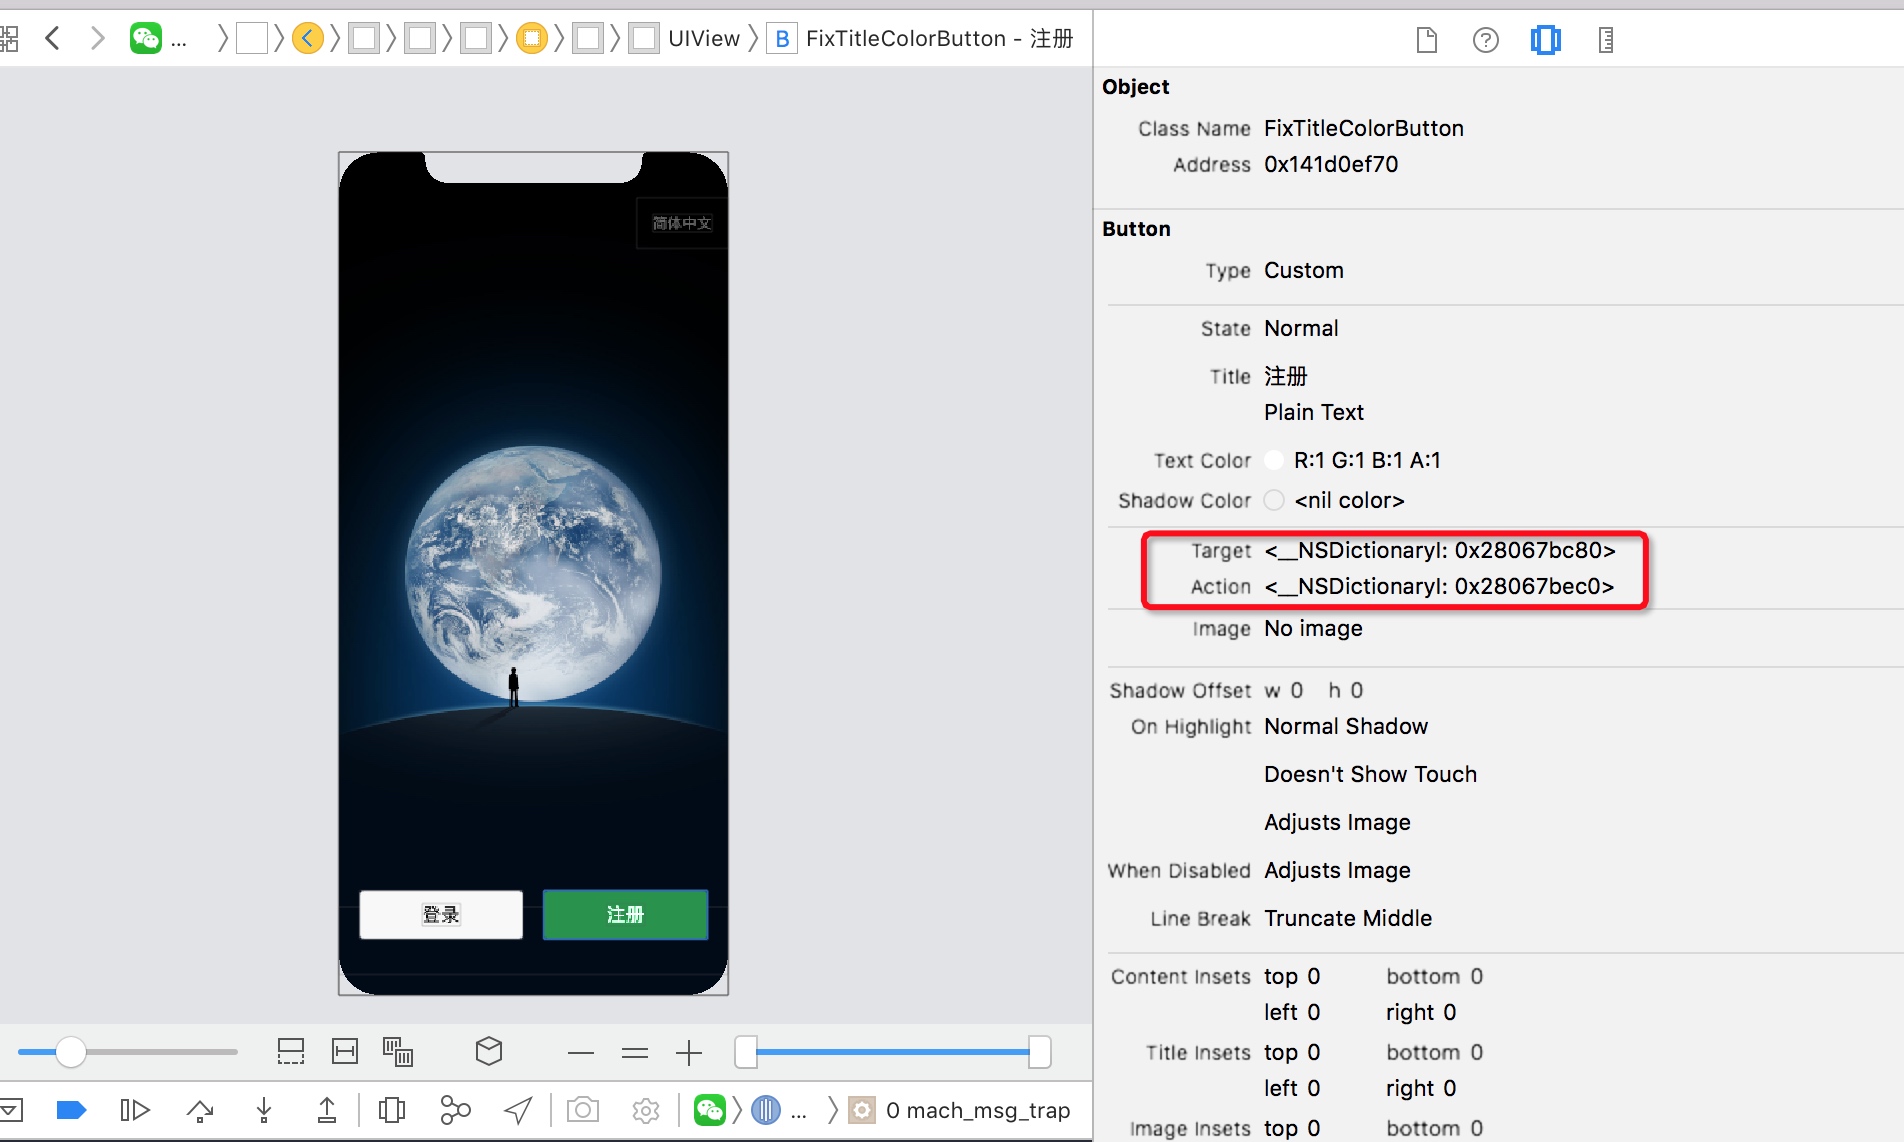 ... UIView B FixTitleColorButton - 注册
简体中文
登录
注册
0 mach_msg_trap
...
Object
Class Name FixTitleColorButton
Address 0x141d0ef70
Button
Type Custom
State Normal
Title 注册
Plain Text
Text Color R:1 G:1 B:1 A:1
Shadow Color <nil color>
Target <__NSDictionaryI: 0x28067bc80>
Action <__NSDictionaryI: 0x28067bec0>
Image No image
Shadow Offset w 0 h 0
On Highlight Normal Shadow
Doesn't Show Touch
Adjusts Image
When Disabled Adjusts Image
Line Break Truncate Middle
Content Insets top 0 bottom 0
left 0 right 0
Title Insets top 0 bottom 0
left 0 right 0
Image Insets top 0 bottom 0